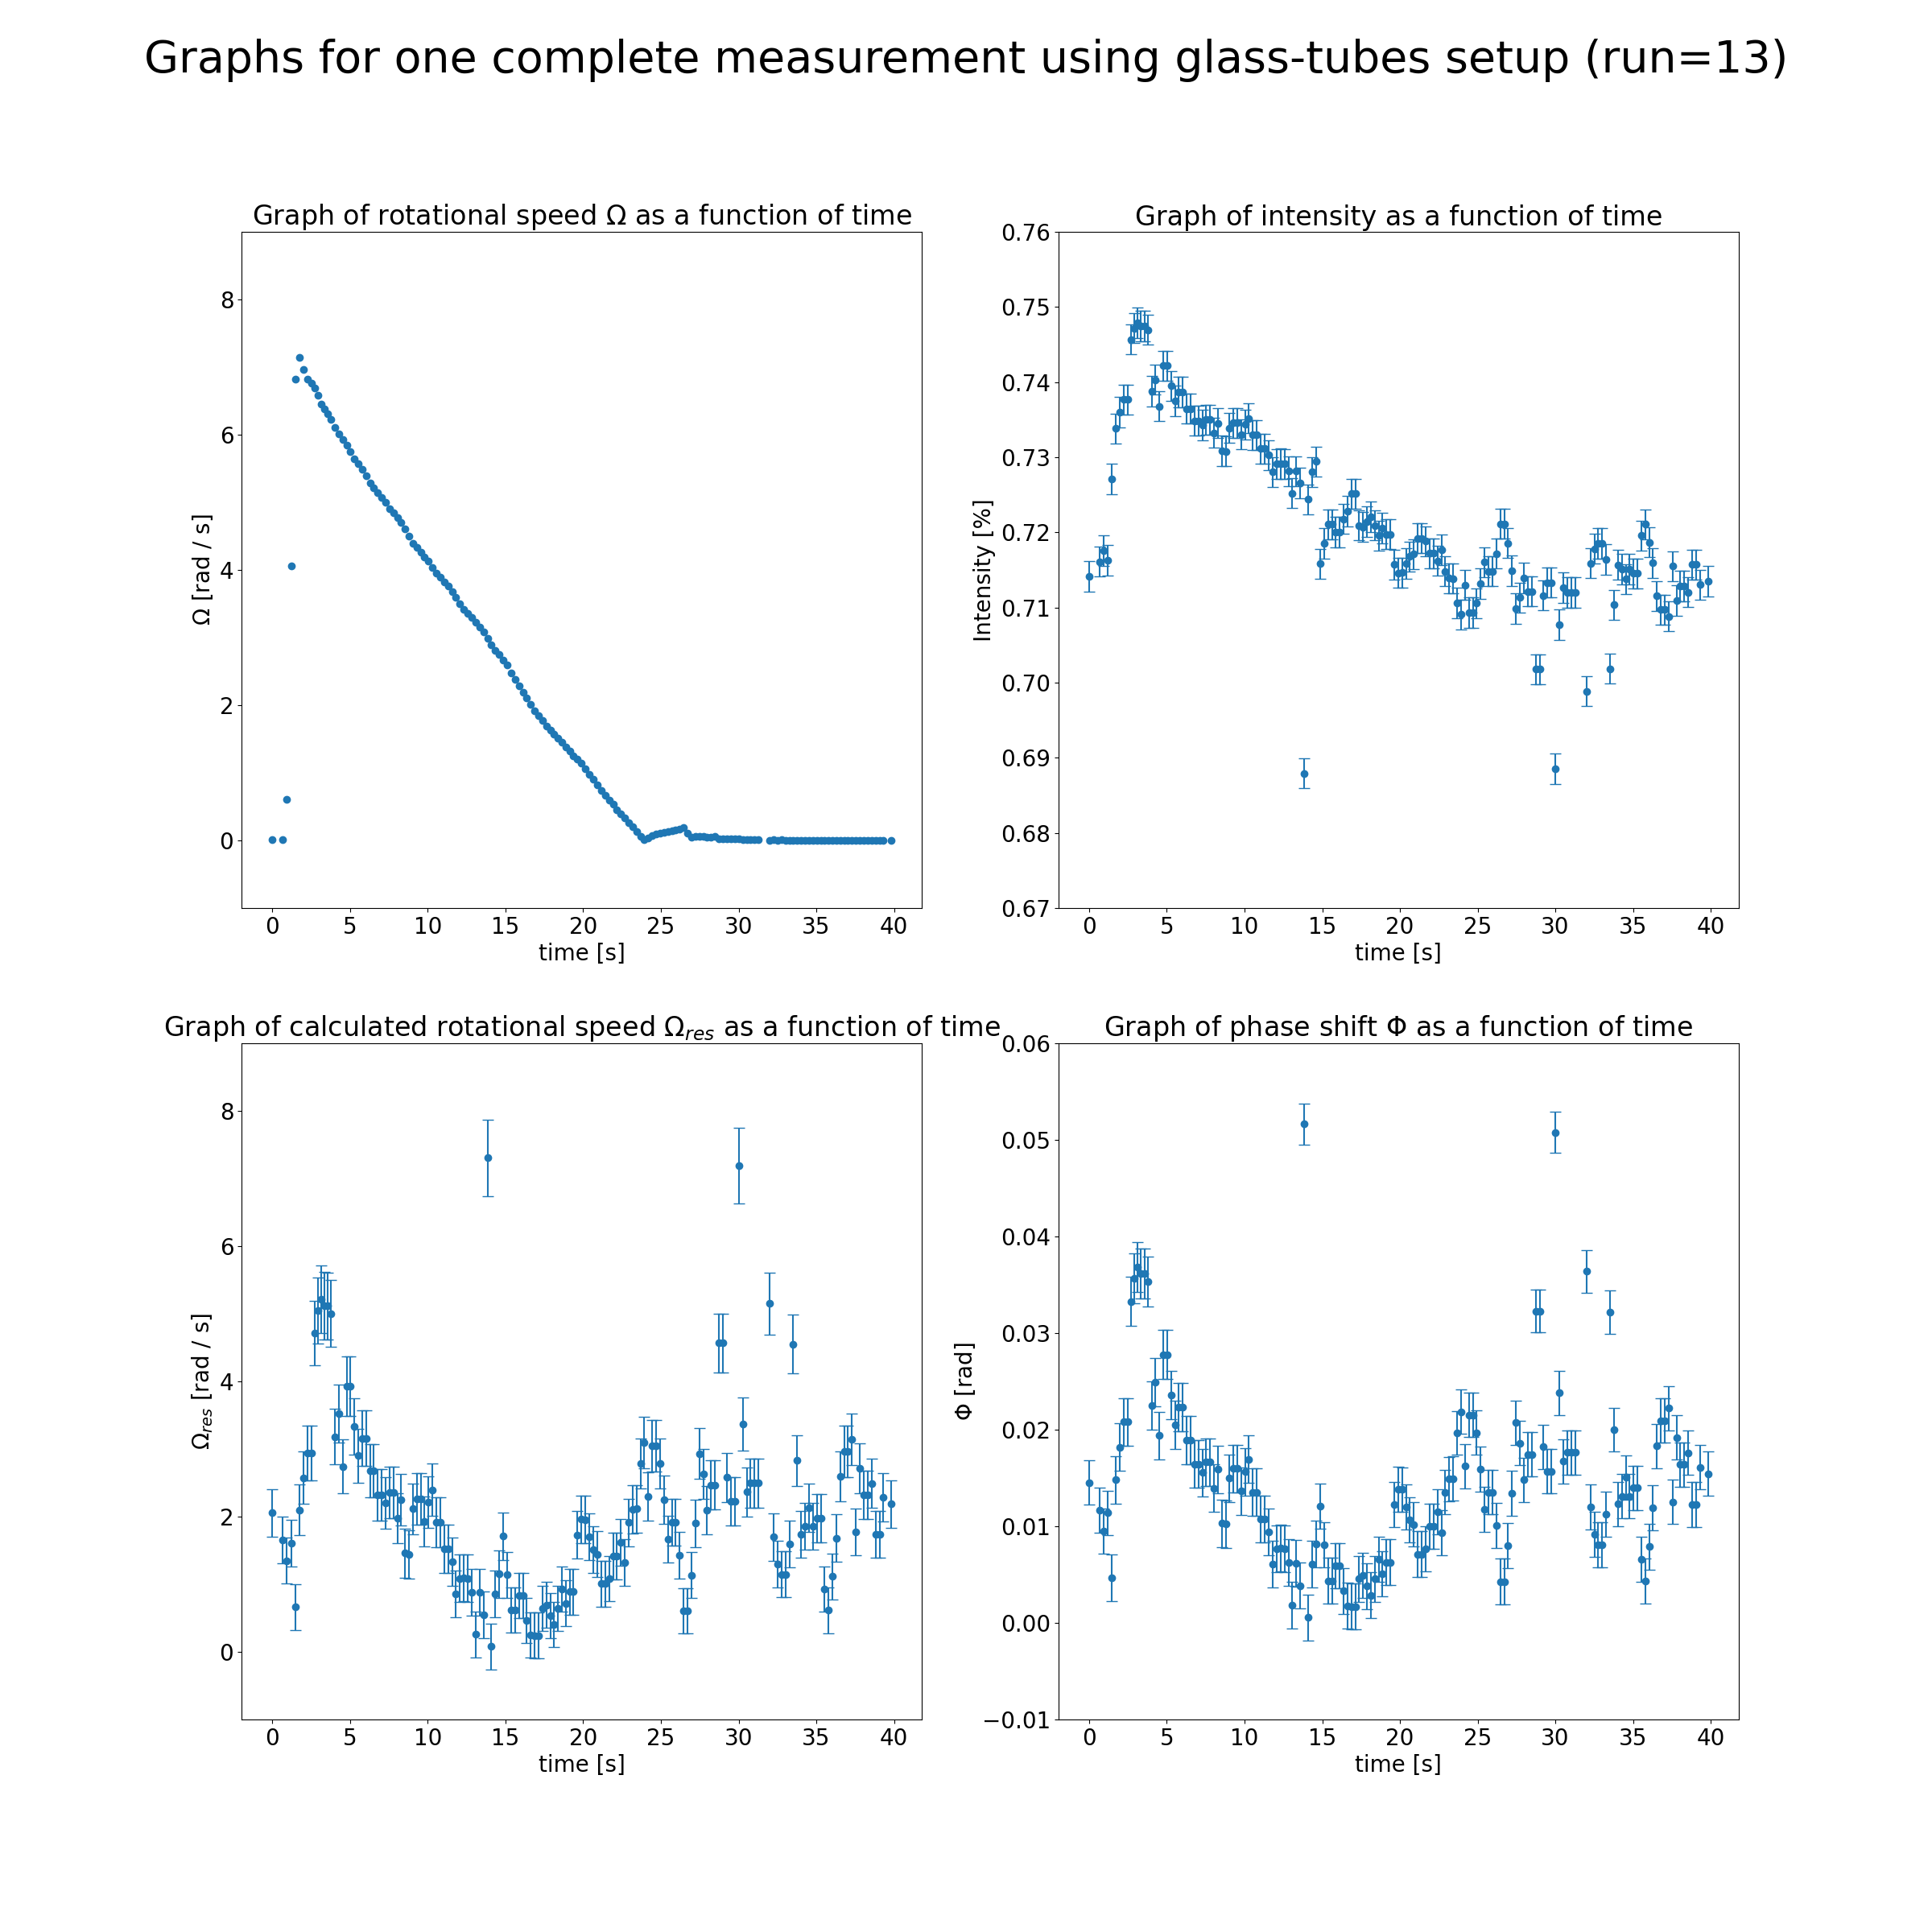 Graphs for one complete measurement using glass-tubes setup (run=13)
Graph of rotational speed Ω as a function of time
8
6
4
2
0
Ω [rad / s]
0 5 10 15 20 25 30 35 40
time [s]
Graph of intensity as a function of time
0.76
0.75
0.74
0.73
0.72
0.71
0.70
0.69
0.68
0.67
Intensity [%]
0 5 10 15 20 25 30 35 40
time [s]
Graph of calculated rotational speed Ωres as a function of time
8
6
4
2
0
Ωres [rad / s]
0 5 10 15 20 25 30 35 40
time [s]
Graph of phase shift Φ as a function of time
0.06
0.05
0.04
0.03
0.02
0.01
0.00
−0.01
Φ [rad]
0 5 10 15 20 25 30 35 40
time [s]